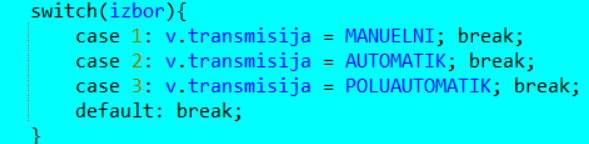 switch(izbor){
case 1: v.transmisija = MANUELNI; break;
case 2: v.transmisija = AUTOMATIK; break;
case 3: v.transmisija = POLUAUTOMATIK; break;
default: break;
}